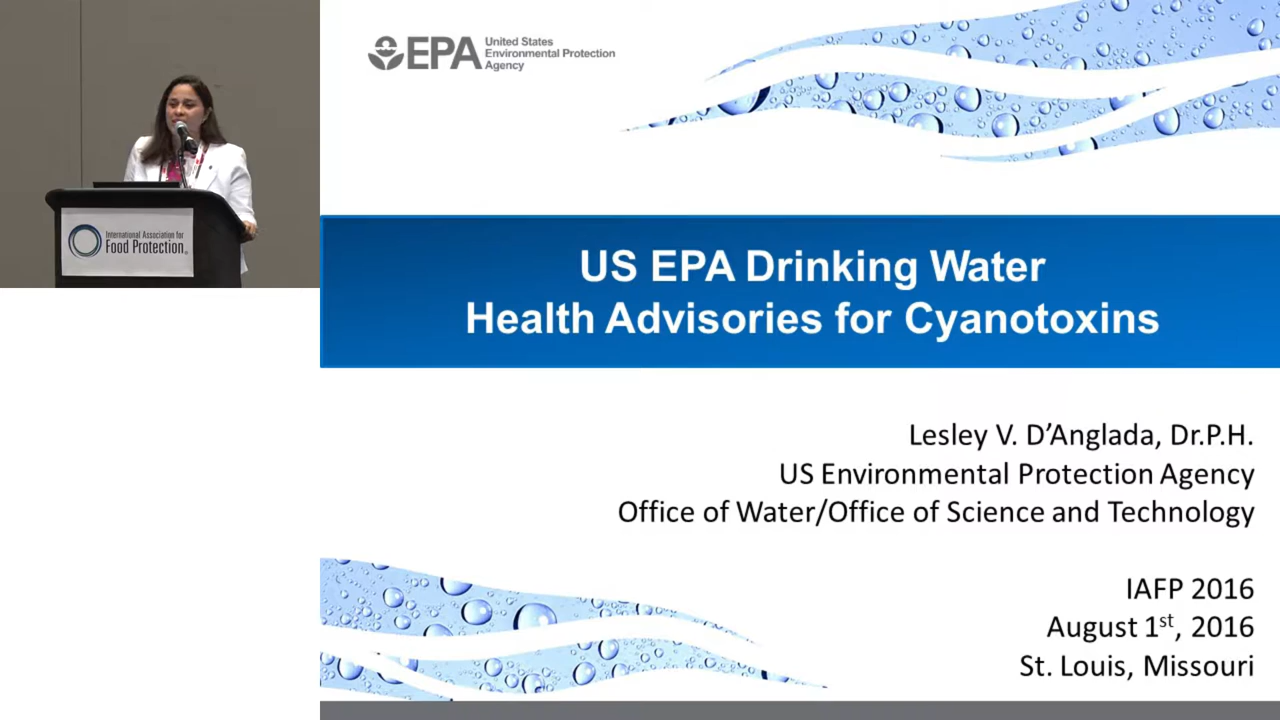 EPA
United States
Environmental Protection
Agency
International Association for
Food Protection®
US EPA Drinking Water
Health Advisories for Cyanotoxins
Lesley V. D'Anglada, Dr.P.H.
US Environmental Protection Agency
Office of Water/Office of Science and Technology
IAFP 2016
August 1st, 2016
St. Louis, Missouri